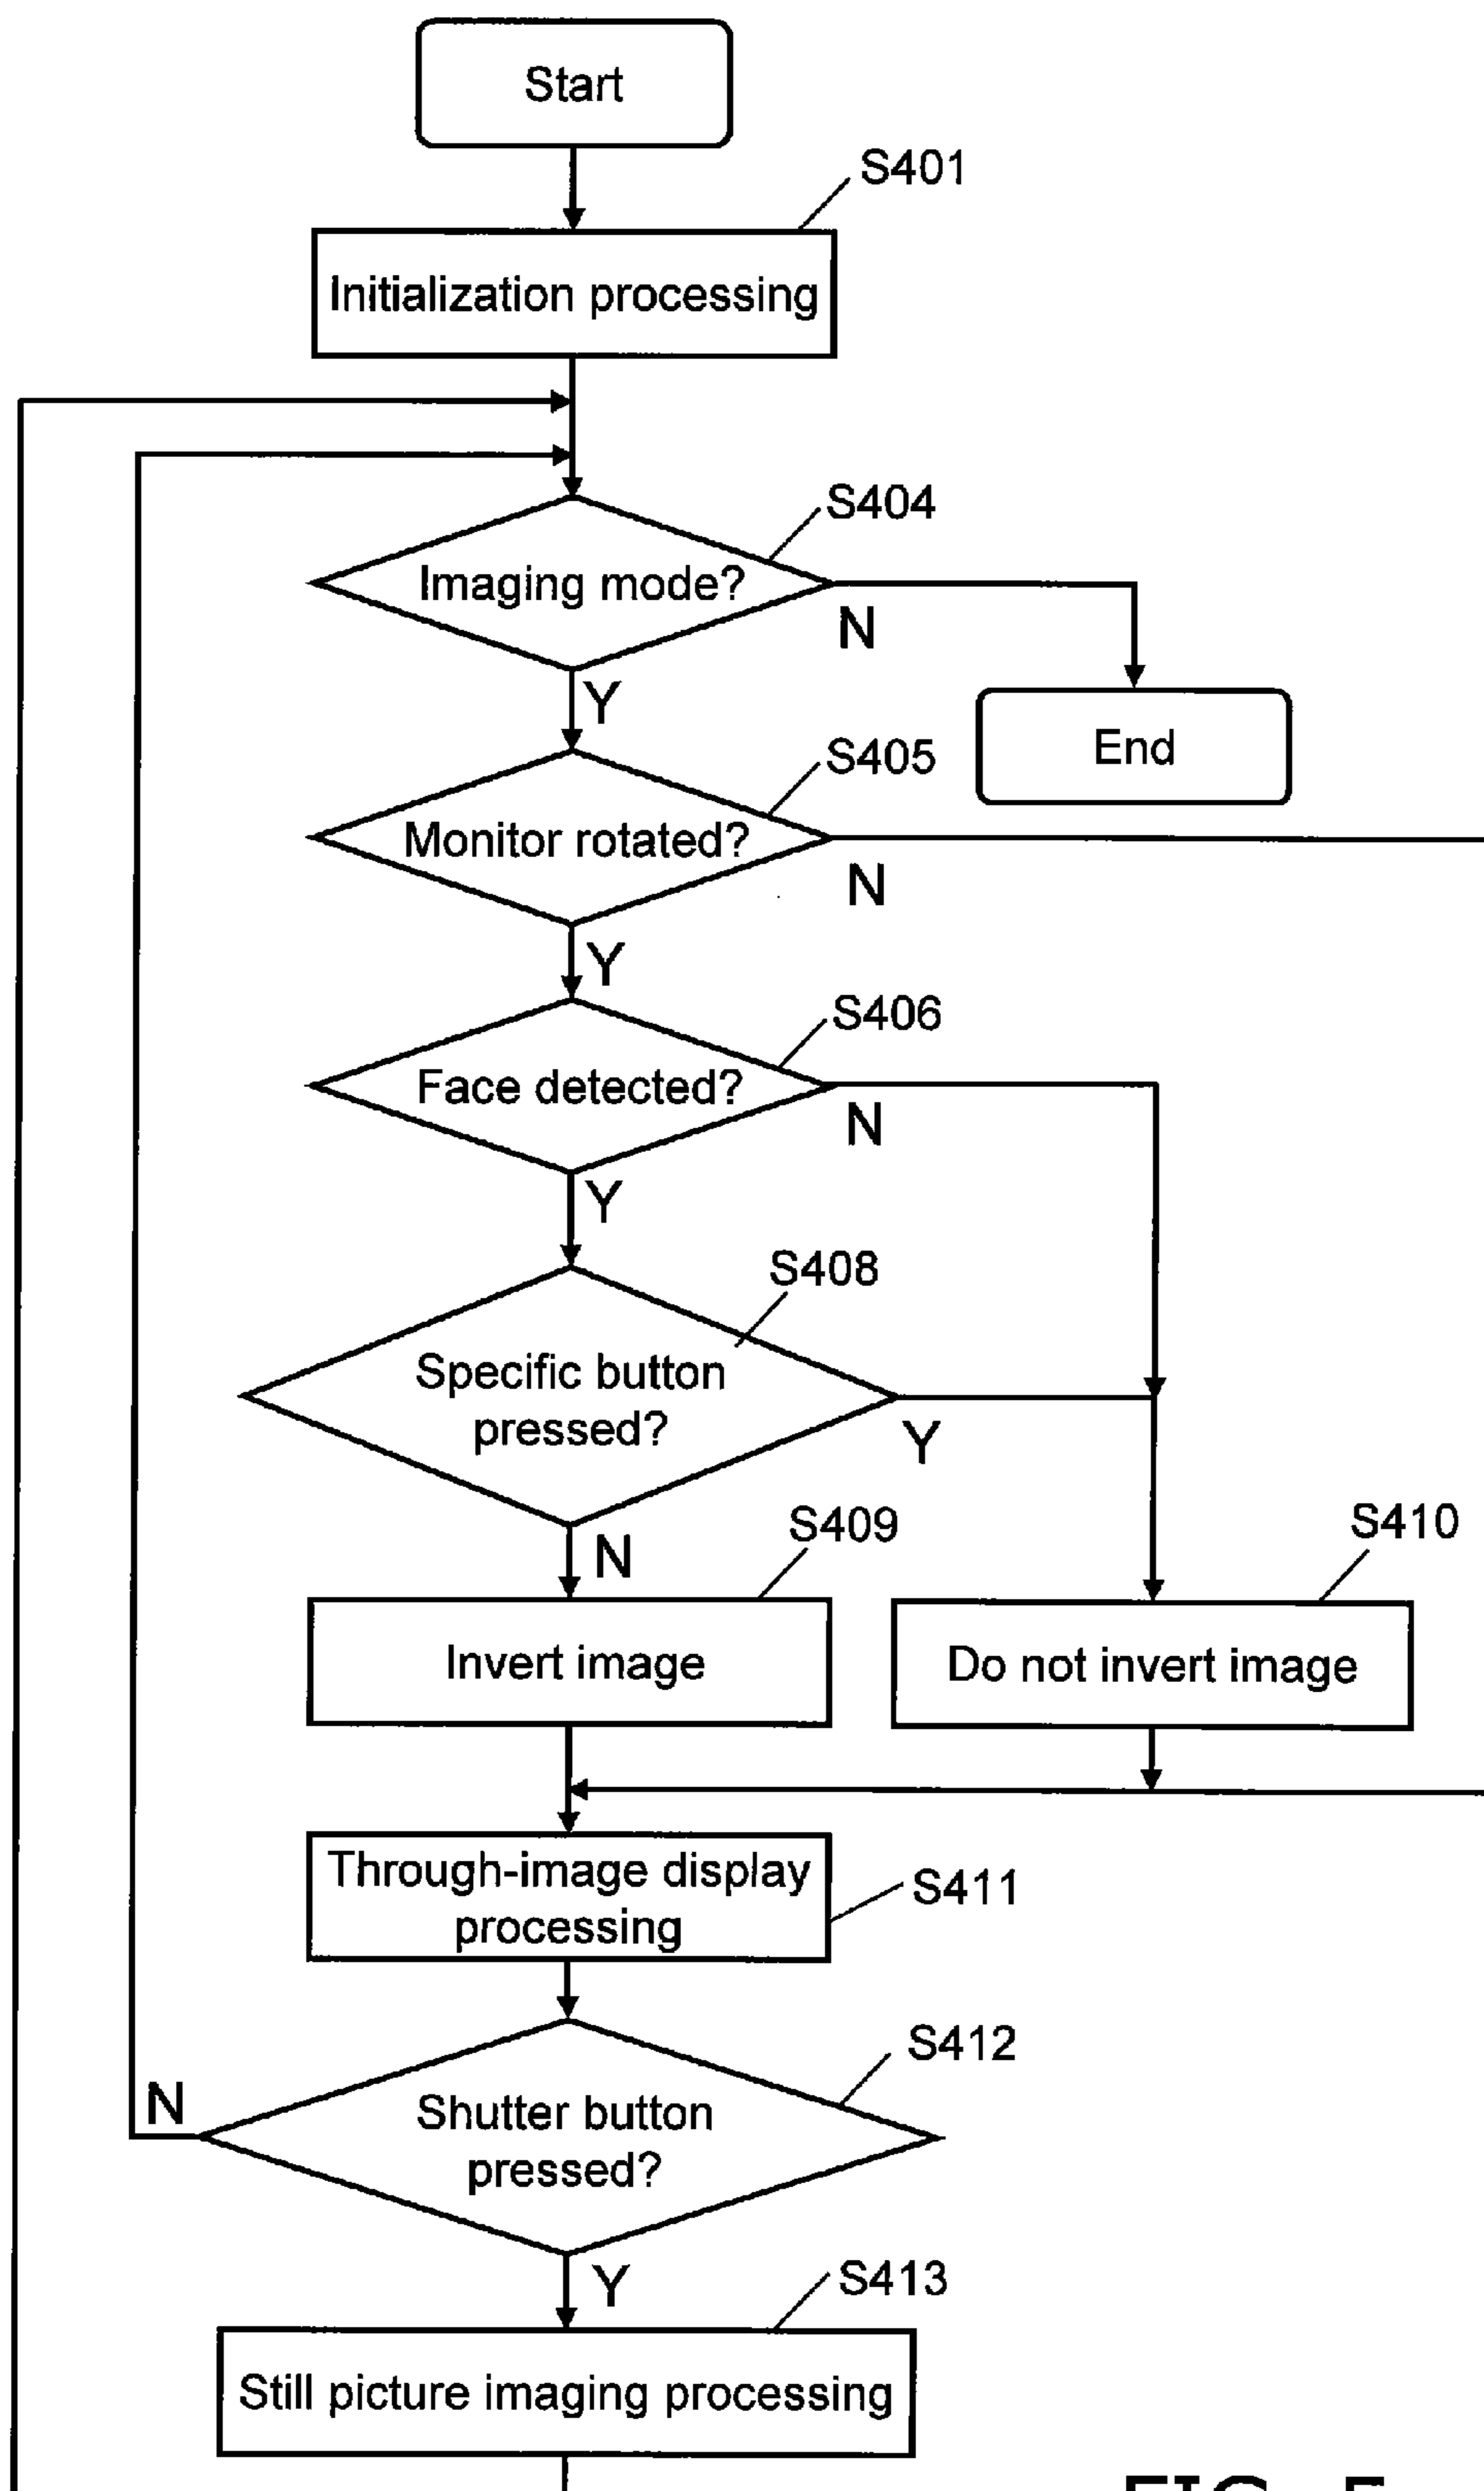 Start
S401
Initialization processing
S404
Imaging mode?
N
Y
End
S405
Monitor rotated?
N
Y
S406
Face detected?
N
Y
S408
Specific button
pressed?
Y
N
S409
S410
Invert image
Do not invert image
Through-image display
processing
S411
S412
N
Shutter button
pressed?
Y
S413
Still picture imaging processing